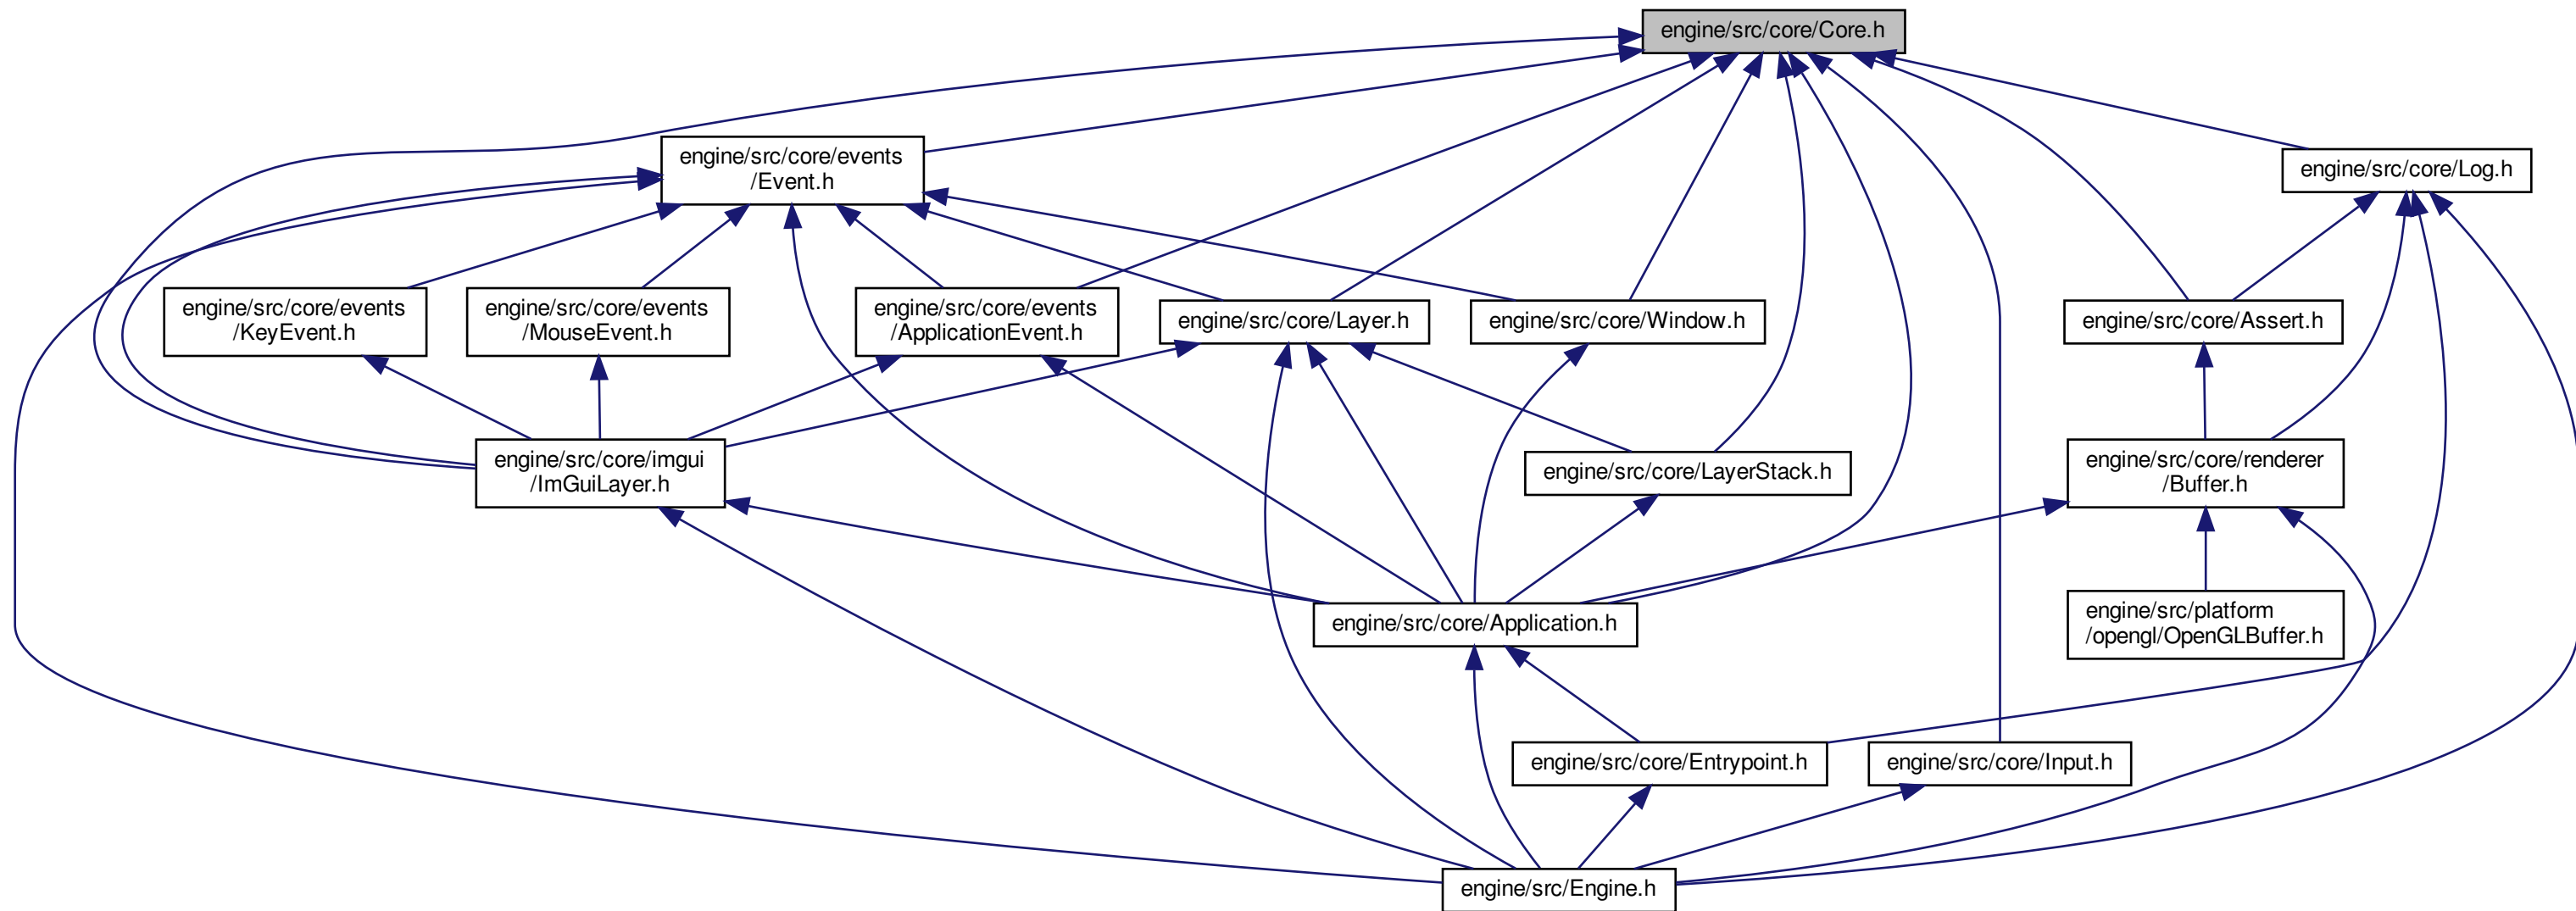 engine/src/core/Core.h
engine/src/core/events
/Event.h
engine/src/core/Log.h
engine/src/core/events
/KeyEvent.h
engine/src/core/events
/MouseEvent.h
engine/src/core/events
/ApplicationEvent.h
engine/src/core/Layer.h
engine/src/core/Window.h
engine/src/core/Assert.h
engine/src/core/imgui
/ImGuiLayer.h
engine/src/core/LayerStack.h
engine/src/core/renderer
/Buffer.h
engine/src/core/Application.h
engine/src/platform
/opengl/OpenGLBuffer.h
engine/src/core/Entrypoint.h
engine/src/core/Input.h
engine/src/Engine.h